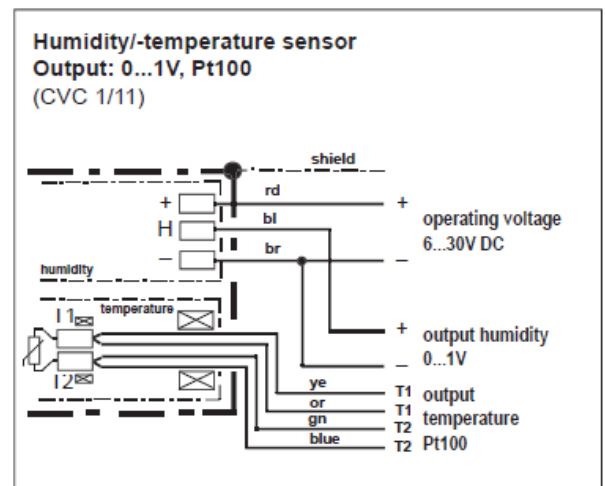 Humidity/-temperature sensor
Output: 0...1V, Pt100
(CVC 1/11)
shield
+ rd +
H bl operating voltage
– br – 6...30V DC
humidity
T1 temperature
+ output humidity
– 0...1V
T2
ye T1 output
or T1 temperature
gn T2 Pt100
blue T2